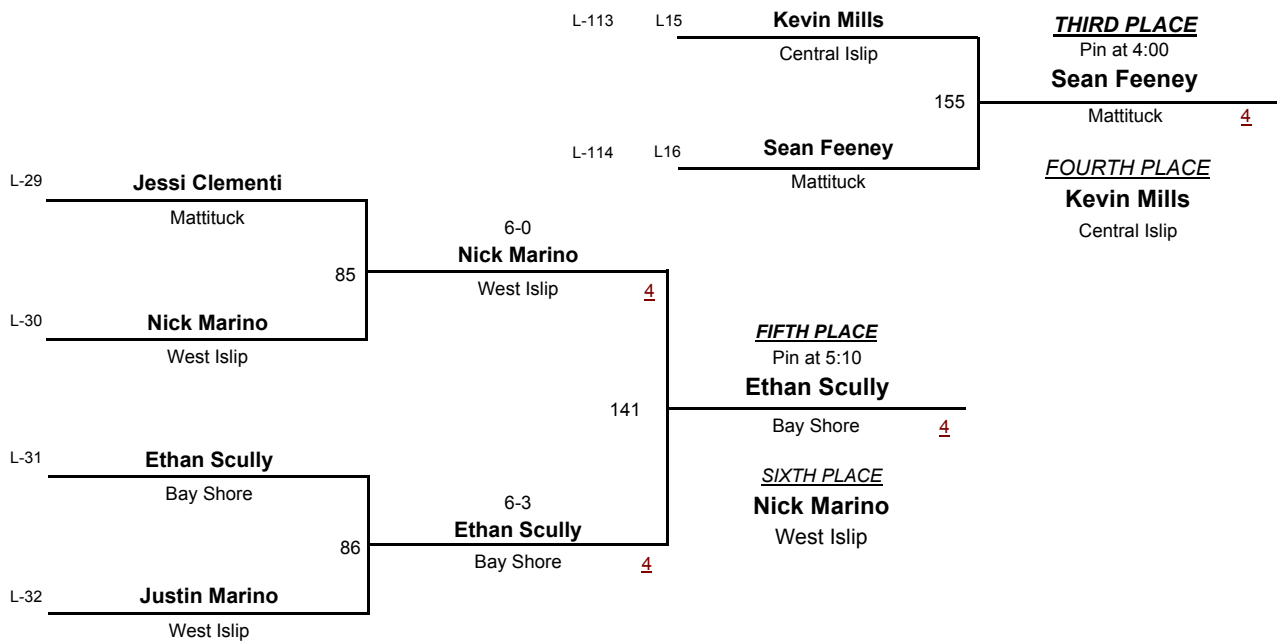 L-113 L15 Kevin Mills
Central Islip
155
L-114 L16 Sean Feeney
Mattituck
THIRD PLACE
Pin at 4:00
Sean Feeney
Mattituck 4
FOURTH PLACE
Kevin Mills
Central Islip
L-29 Jessi Clementi
Mattituck
85
L-30 Nick Marino
West Islip
6-0
Nick Marino
West Islip 4
L-31 Ethan Scully
Bay Shore
86
L-32 Justin Marino
West Islip
6-3
Ethan Scully
Bay Shore 4
141
FIFTH PLACE
Pin at 5:10
Ethan Scully
Bay Shore 4
SIXTH PLACE
Nick Marino
West Islip